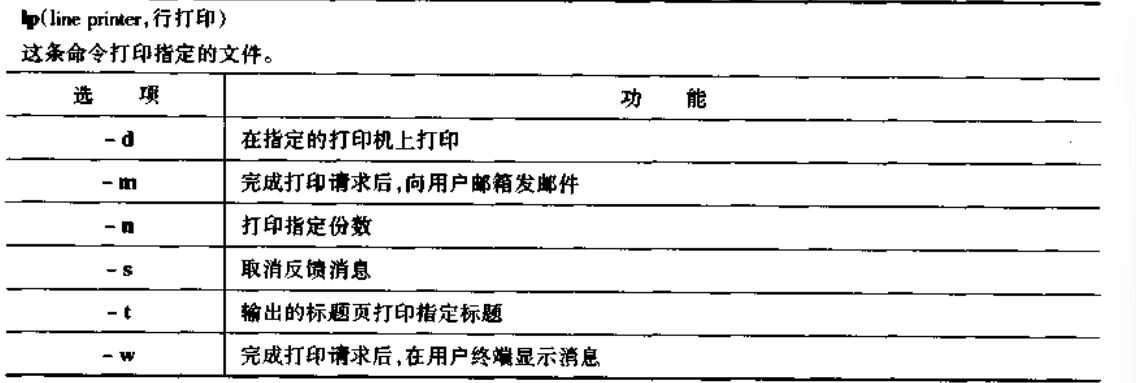 lp(line printer,行打印)
这条命令打印指定的文件。
选 项 功 能
-d 在指定的打印机上打印
-m 完成打印请求后,向用户邮箱发邮件
-n 打印指定份数
-s 取消反馈消息
-t 输出的标题页打印指定标题
-w 完成打印请求后,在用户终端显示消息